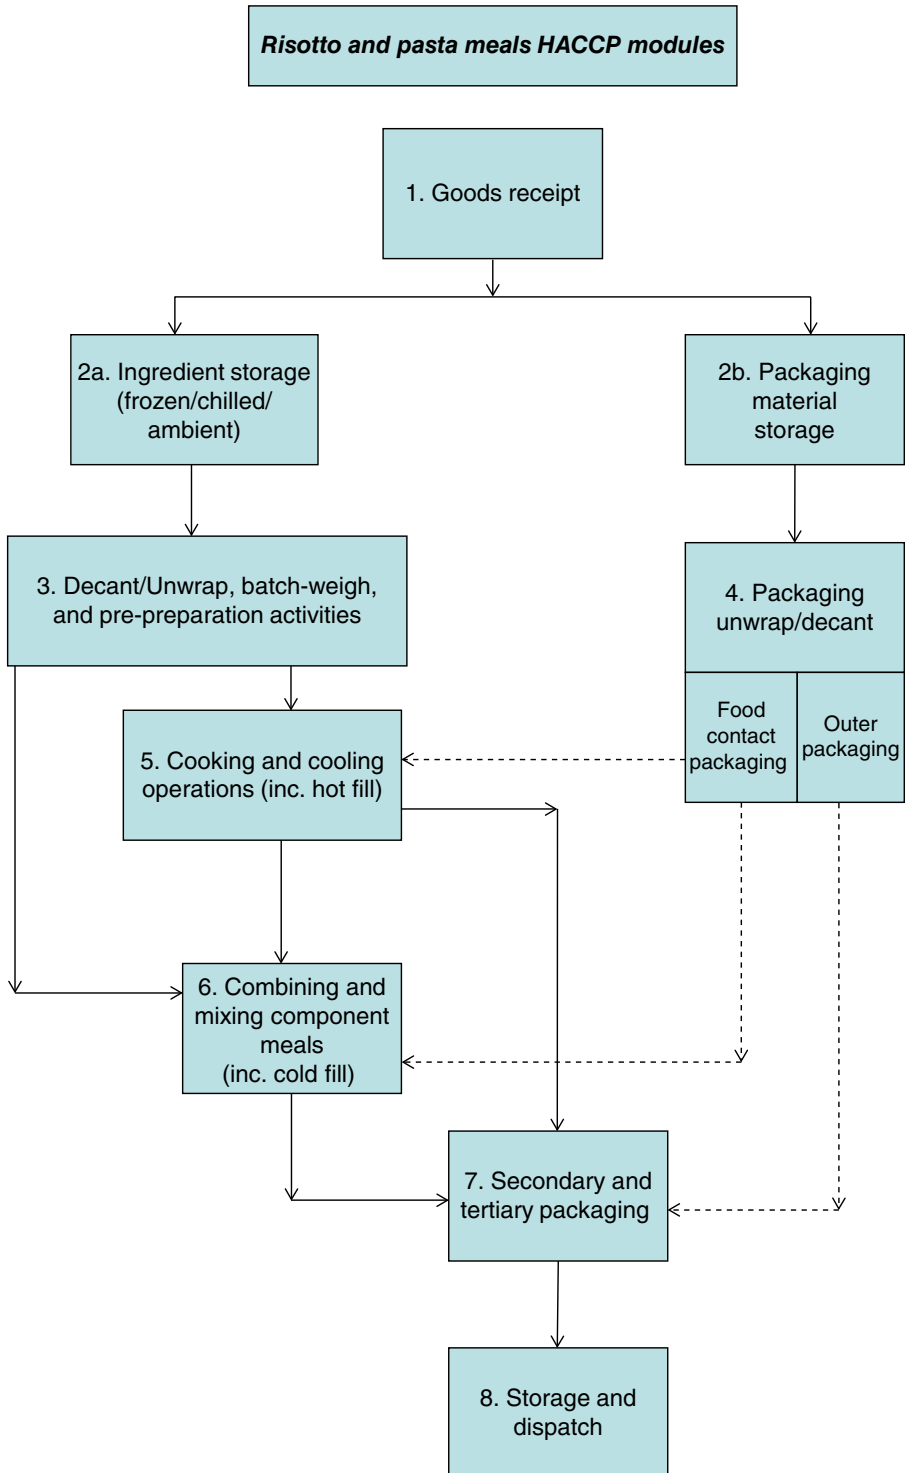 Risotto and pasta meals HACCP modules
1. Goods receipt
2a. Ingredient storage
(frozen/chilled/
ambient)
2b. Packaging
material
storage
3. Decant/Unwrap, batch-weigh,
and pre-preparation activities
4. Packaging
unwrap/decant
Food
contact
packaging
Outer
packaging
5. Cooking and cooling
operations (inc. hot fill)
6. Combining and
mixing component
meals
(inc. cold fill)
7. Secondary and
tertiary packaging
8. Storage and
dispatch